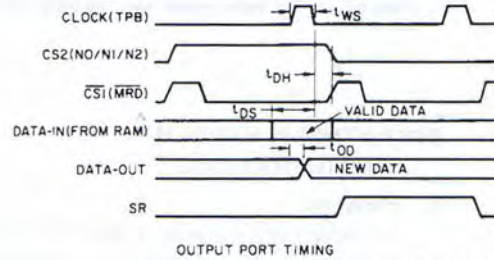 CLOCK(TPB)
tWS
CS2(NO/N1/N2)
tDH
CS1(MRD)
tDS
VALID DATA
DATA-IN(FROM RAM)
tOD
DATA-OUT
NEW DATA
SR
OUTPUT PORT TIMING